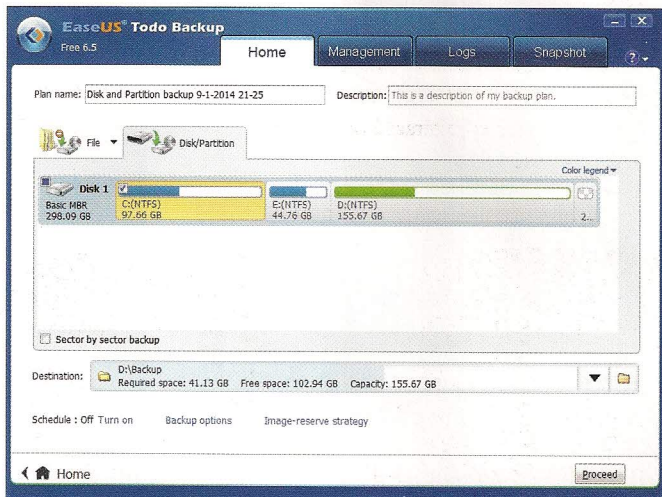 EaseUS® Todo Backup
Free 6.5
Home Management Logs Snapshot
Plan name: Disk and Partition backup 9-1-2014 21-25 Description: This is a description of my backup plan.
File Disk/Partition
Color legend
Disk 1
Basic MBR
298.09 GB
C:(NTFS)
97.66 GB
E:(NTFS)
44.76 GB
D:(NTFS)
155.67 GB
2...
Sector by sector backup
Destination: D:\Backup
Required space: 41.13 GB Free space: 102.94 GB Capacity: 155.67 GB
Schedule : Off Turn on Backup options Image-reserve strategy
Home Proceed